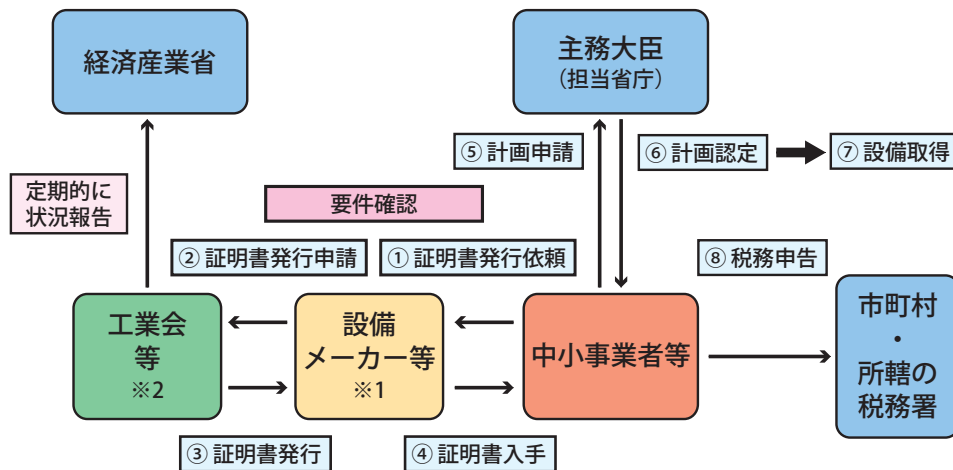 経済産業省
主務大臣
（担当省庁）
⑤ 計画申請
⑥ 計画認定
⑦ 設備取得
定期的に
状況報告
要件確認
② 証明書発行申請
① 証明書発行依頼
⑧ 税務申告
工業会
等
※2
設備
メーカー等
※1
中小事業者等
市町村
・
所轄の
税務署
③ 証明書発行
④ 証明書入手